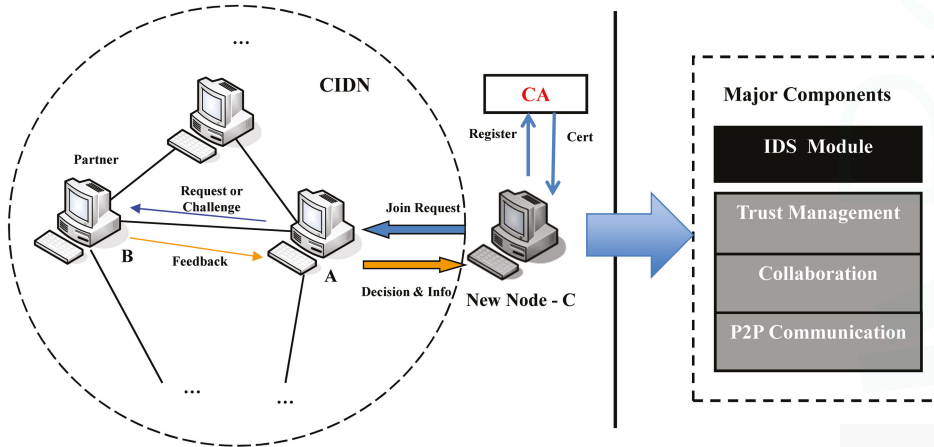 ...
CIDN
CA
Register
Cert
Partner
Request or
Challenge
B
Feedback
A
Join Request
Decision & Info
New Node - C
...
...
Major Components
IDS Module
Trust Management
Collaboration
P2P Communication